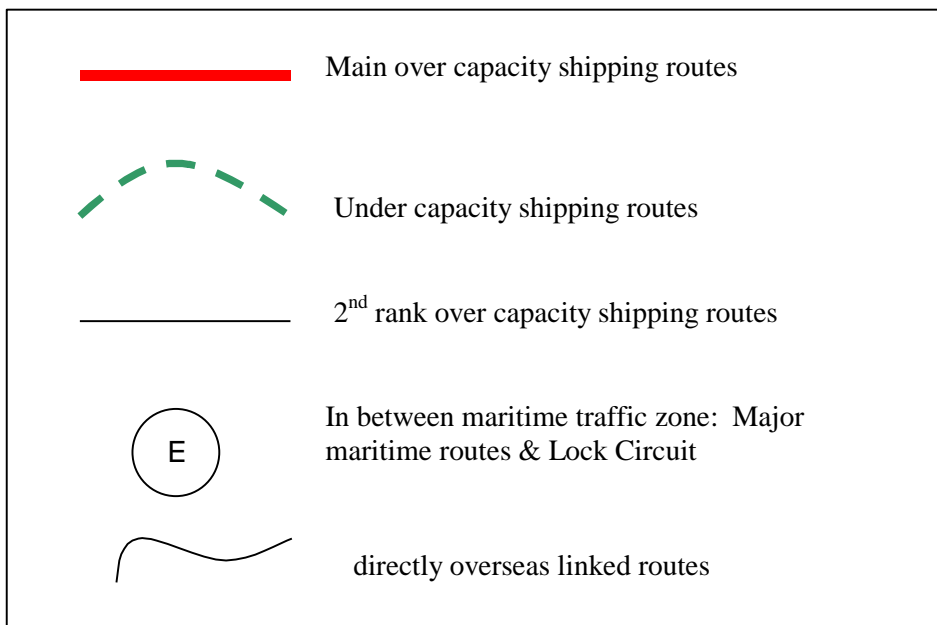 Main over capacity shipping routes
Under capacity shipping routes
2nd rank over capacity shipping routes
In between maritime traffic zone: Major
maritime routes & Lock Circuit
E
directly overseas linked routes